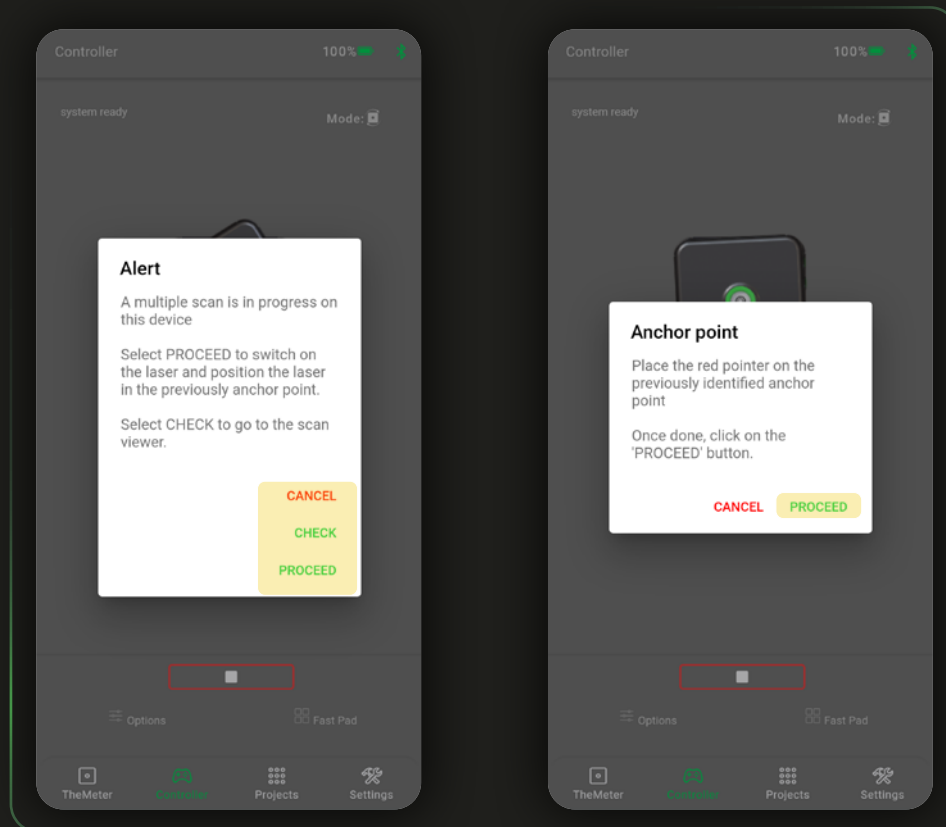 Controller
100%
system ready
Mode:
Alert
A multiple scan is in progress on
this device
Select PROCEED to switch on
the laser and position the laser
in the previously anchor point.
Select CHECK to go to the scan
viewer.
CANCEL
CHECK
PROCEED
Options
Fast Pad
TheMeter
Controller
Projects
Settings
Controller
100%
system ready
Mode:
Anchor point
Place the red pointer on the
previously identified anchor
point
Once done, click on the
'PROCEED' button.
CANCEL
PROCEED
Options
Fast Pad
TheMeter
Controller
Projects
Settings